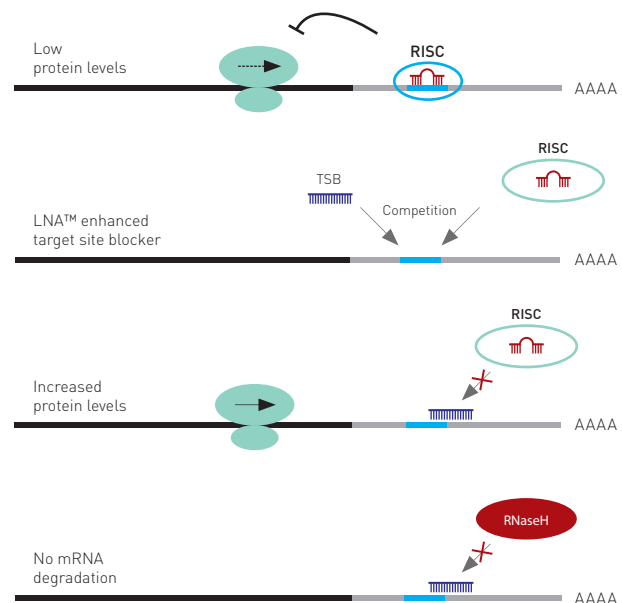 Low
protein levels
RISC
AAAA
RISC
TSB
Competition
LNA™ enhanced
target site blocker
AAAA
RISC
Increased
protein levels
AAAA
RNaseH
No mRNA
degradation
AAAA